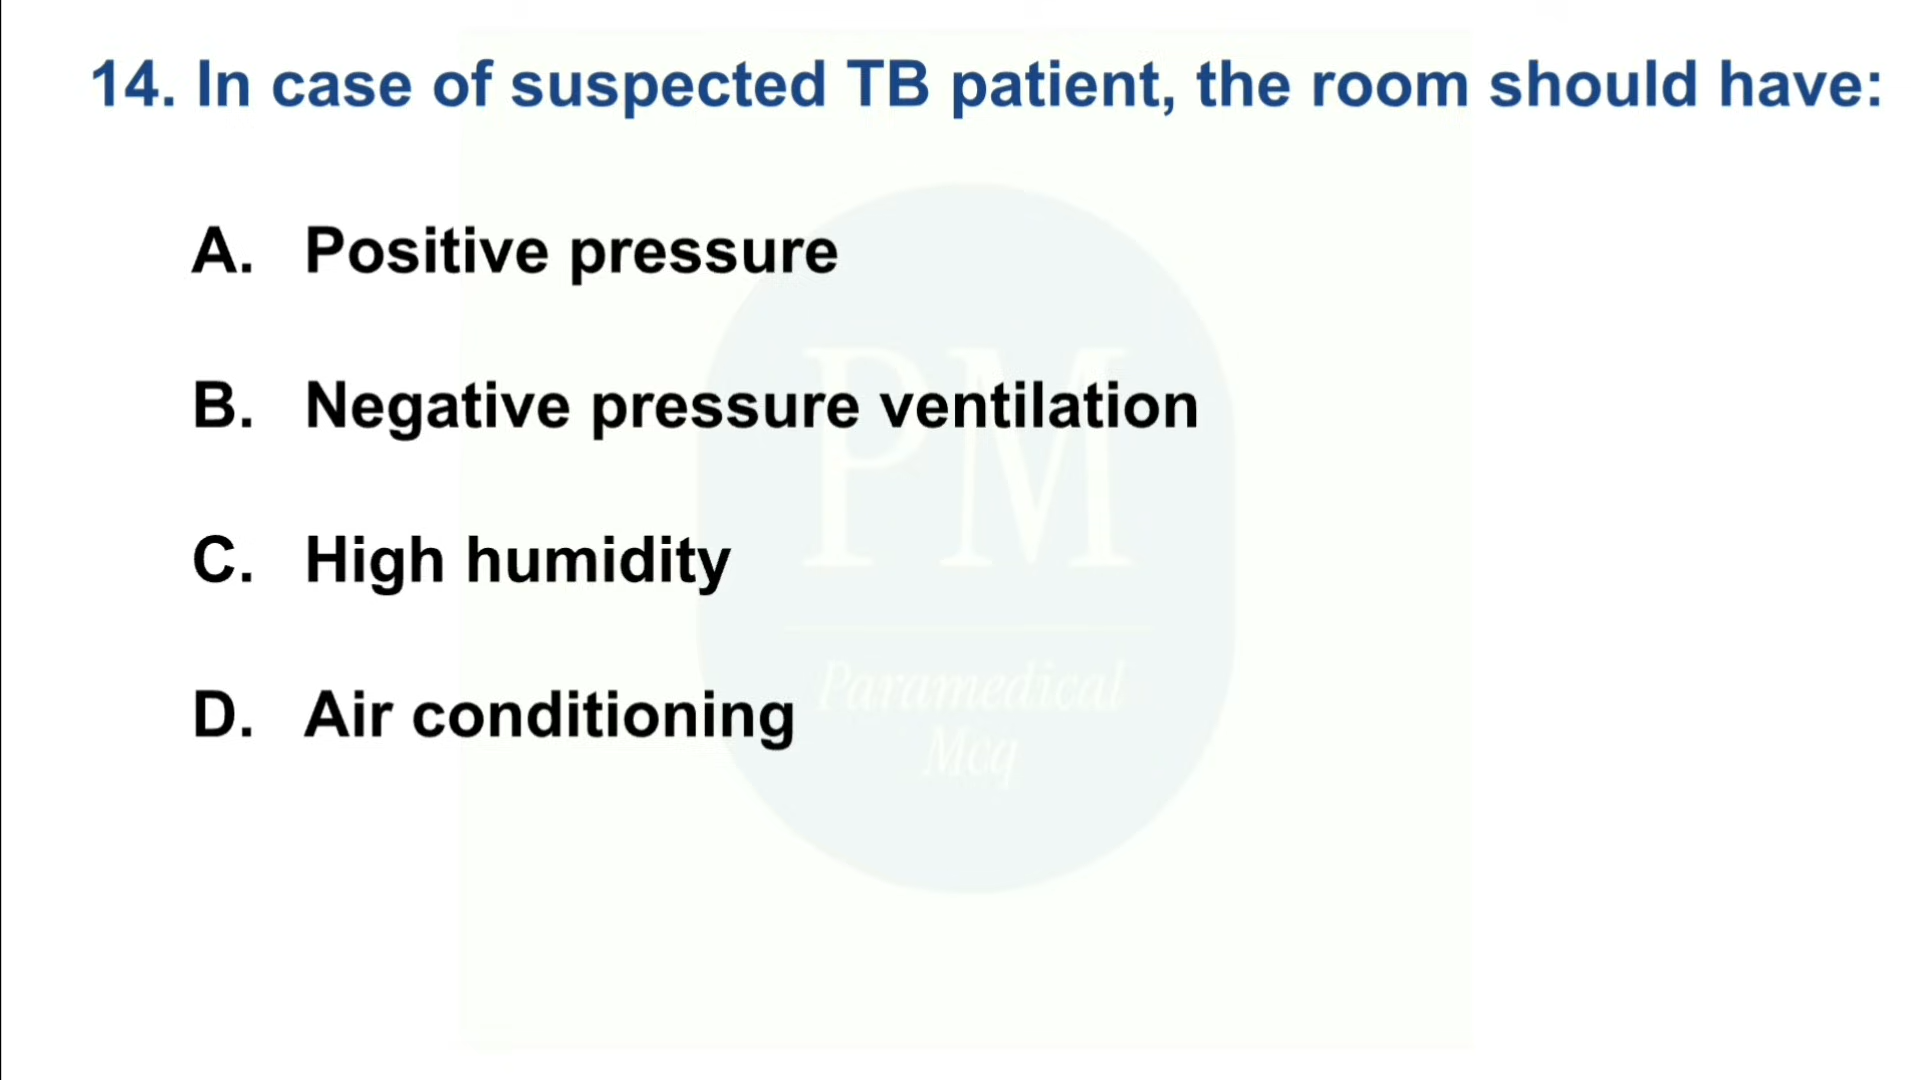 14. In case of suspected TB patient, the room should have:
A. Positive pressure
B. Negative pressure ventilation
C. High humidity
D. Air conditioning
PM
Paramedical
Mcq